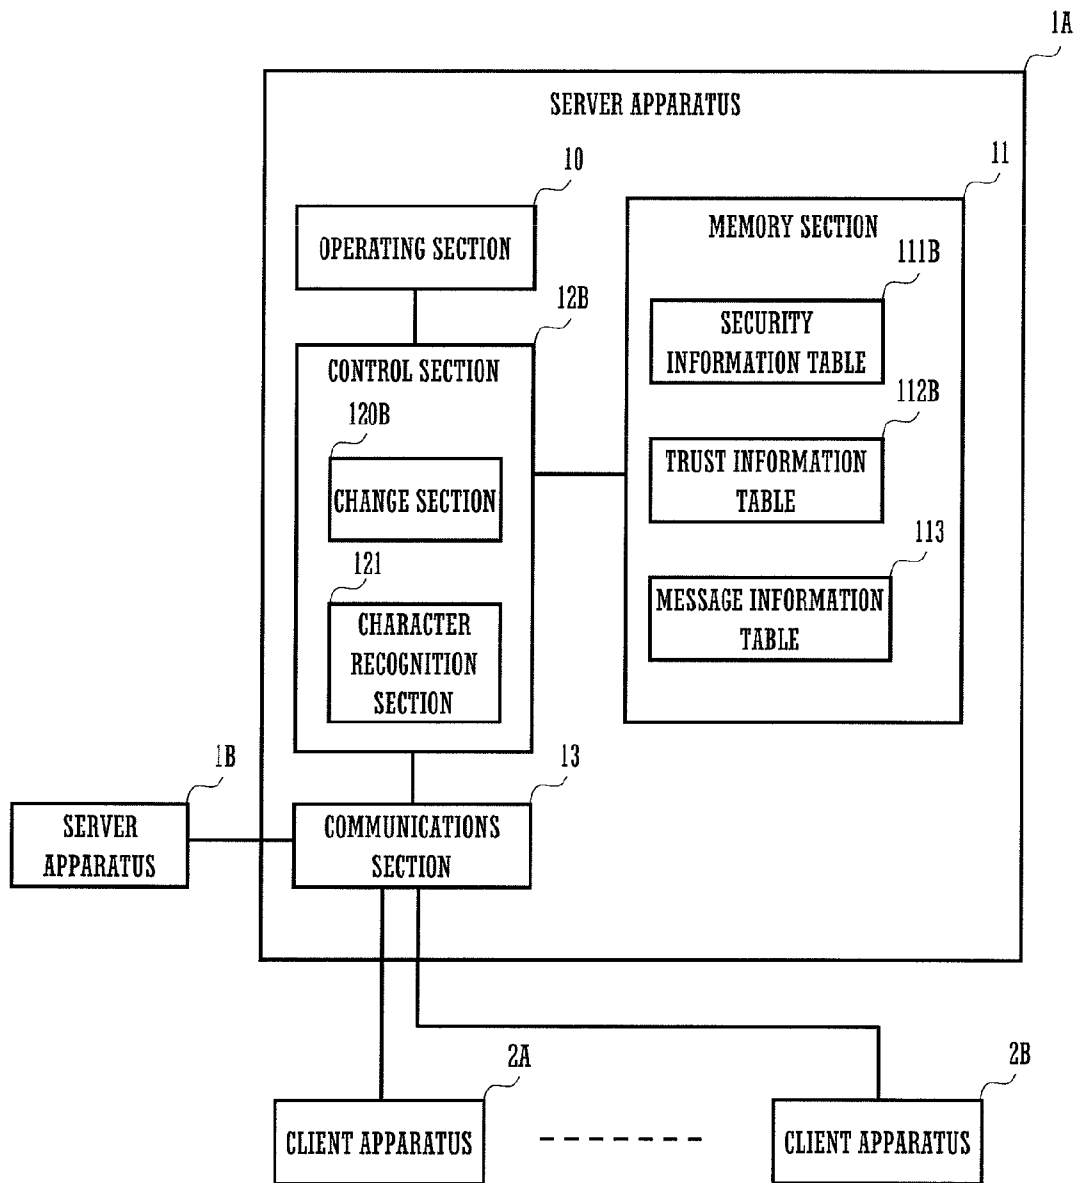 1A
SERVER APPARATUS
10
11
OPERATING SECTION
MEMORY SECTION
111B
SECURITY
INFORMATION TABLE
12B
CONTROL SECTION
120B
CHANGE SECTION
112B
TRUST INFORMATION
TABLE
121
CHARACTER
RECOGNITION
SECTION
113
MESSAGE INFORMATION
TABLE
1B
SERVER
APPARATUS
13
COMMUNICATIONS
SECTION
2A
CLIENT APPARATUS
2B
CLIENT APPARATUS